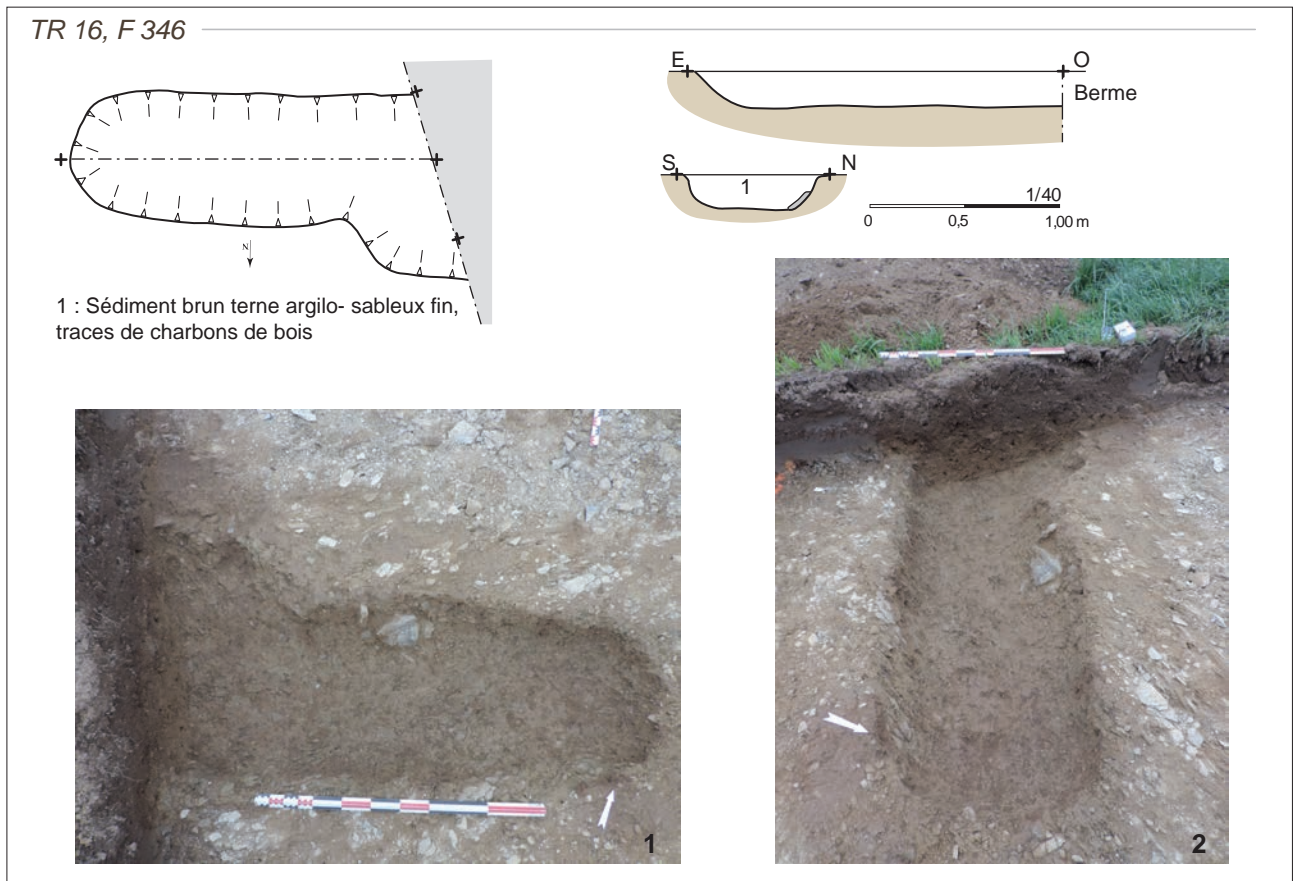 TR 16, F 346
E
O
Berme
S
1
N
1/40
0
0,5
1,00 m
N
1 : Sédiment brun terne argilo- sableux fin,
traces de charbons de bois
1
2